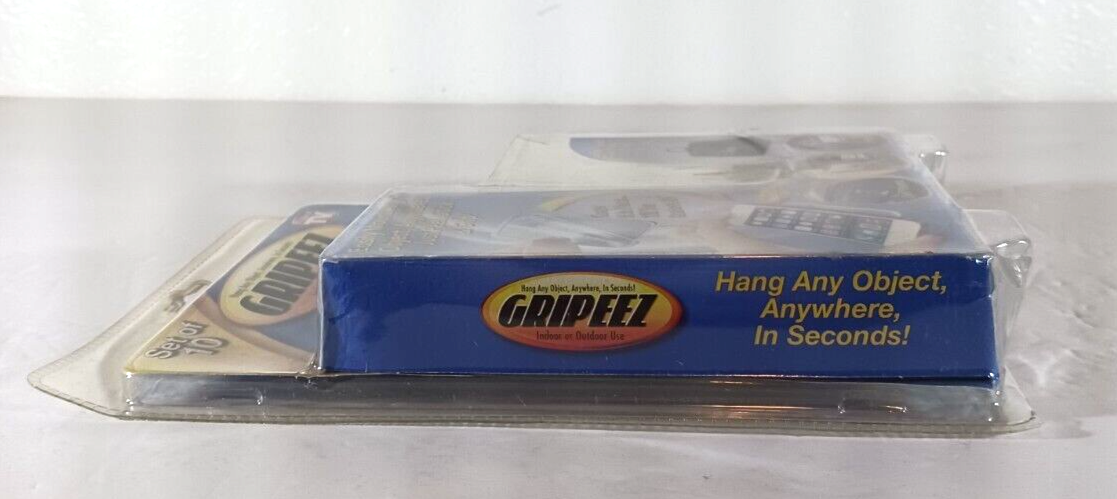 Hang Any Object, Anywhere, In Seconds!
GRIPEEZ
Indoor or Outdoor Use
Hang Any Object,
Anywhere,
In Seconds!
GRIPEEZ
Set of
10
TV